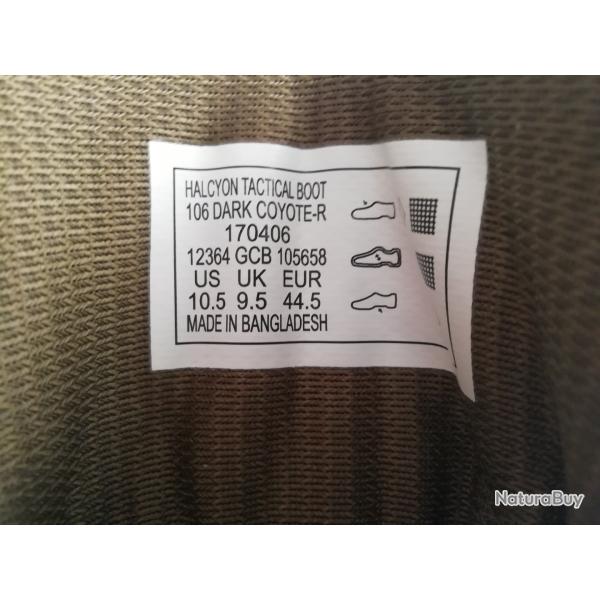 HALCYON TACTICAL BOOT
106 DARK COYOTE-R
170406
12364 GCB 105658
US UK EUR
10.5 9.5 44.5
MADE IN BANGLADESH
NaturaBuy